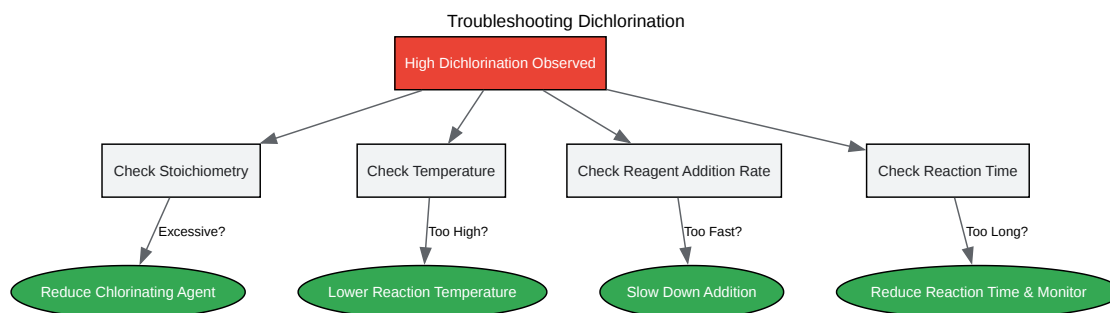 Troubleshooting Dichlorination
High Dichlorination Observed
Check Stoichiometry
Check Temperature
Check Reagent Addition Rate
Check Reaction Time
Excessive?
Too High?
Too Fast?
Too Long?
Reduce Chlorinating Agent
Lower Reaction Temperature
Slow Down Addition
Reduce Reaction Time & Monitor